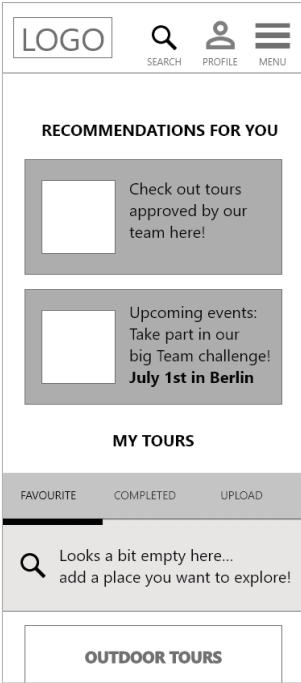 LOGO
SEARCH PROFILE MENU
RECOMMENDATIONS FOR YOU
Check out tours
approved by our
team here!
Upcoming events:
Take part in our
big Team challenge!
July 1st in Berlin
MY TOURS
FAVOURITE COMPLETED UPLOAD
Looks a bit empty here...
add a place you want to explore!
OUTDOOR TOURS